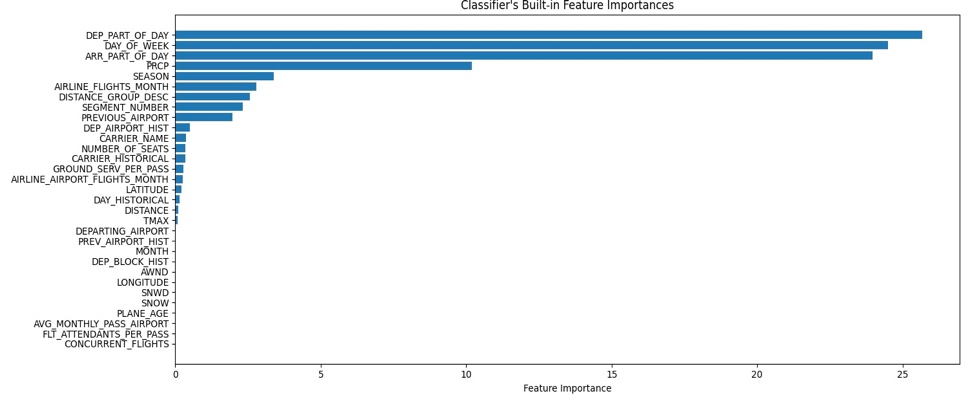 Classifier's Built-in Feature Importances
DEP_PART_OF_DAY
DAY_OF_WEEK
ARR_PART_OF_DAY
PRCP
SEASON
AIRLINE_FLIGHTS_MONTH
DISTANCE_GROUP_DESC
SEGMENT_NUMBER
PREVIOUS_AIRPORT
DEP_AIRPORT_HIST
CARRIER_NAME
NUMBER_OF_SEATS
CARRIER_HISTORICAL
GROUND_SERV_PER_PASS
AIRLINE_AIRPORT_FLIGHTS_MONTH
LATITUDE
DAY_HISTORICAL
DISTANCE
TMAX
DEPARTING_AIRPORT
PREV_AIRPORT_HIST
MONTH
DEP_BLOCK_HIST
AWND
LONGITUDE
SNWD
SNOW
PLANE_AGE
AVG_MONTHLY_PASS_AIRPORT
FLT_ATTENDANTS_PER_PASS
CONCURRENT_FLIGHTS
0 5 10 15 20 25
Feature Importance